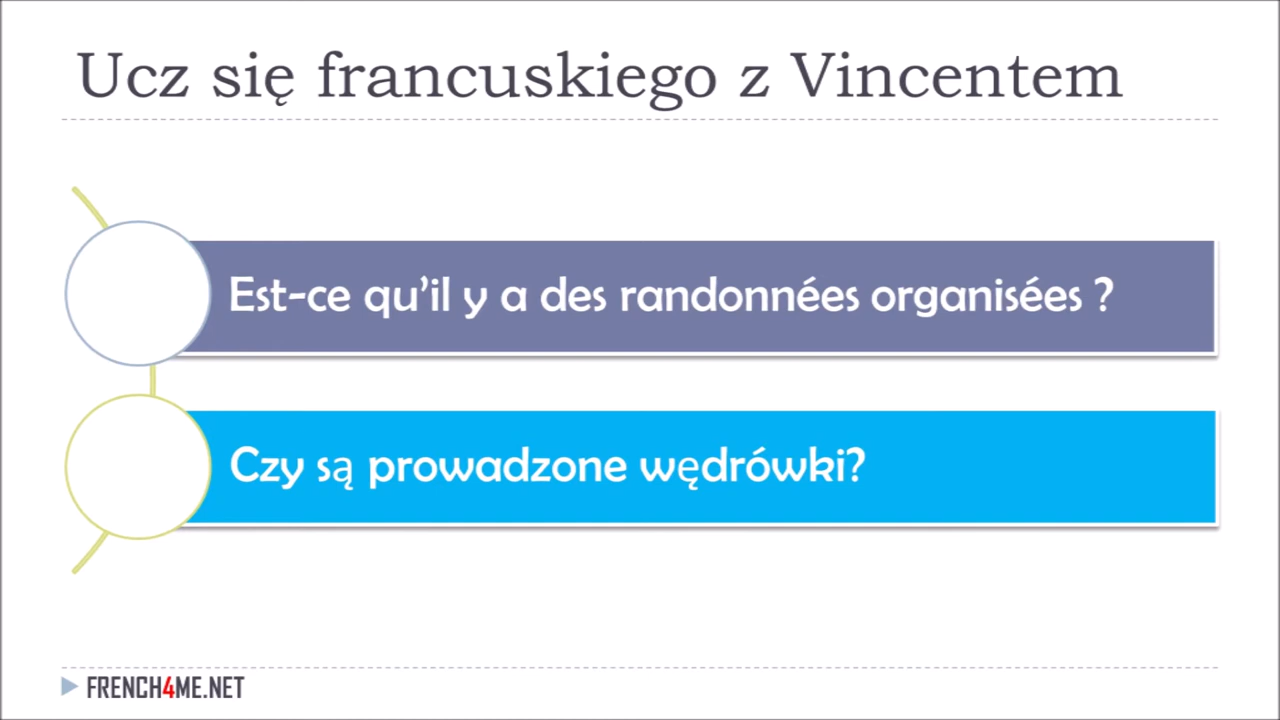 Ucz się francuskiego z Vincentem
Est-ce qu’il y a des randonnées organisées ?
Czy są prowadzone wędrówki?
FRENCH4ME.NET